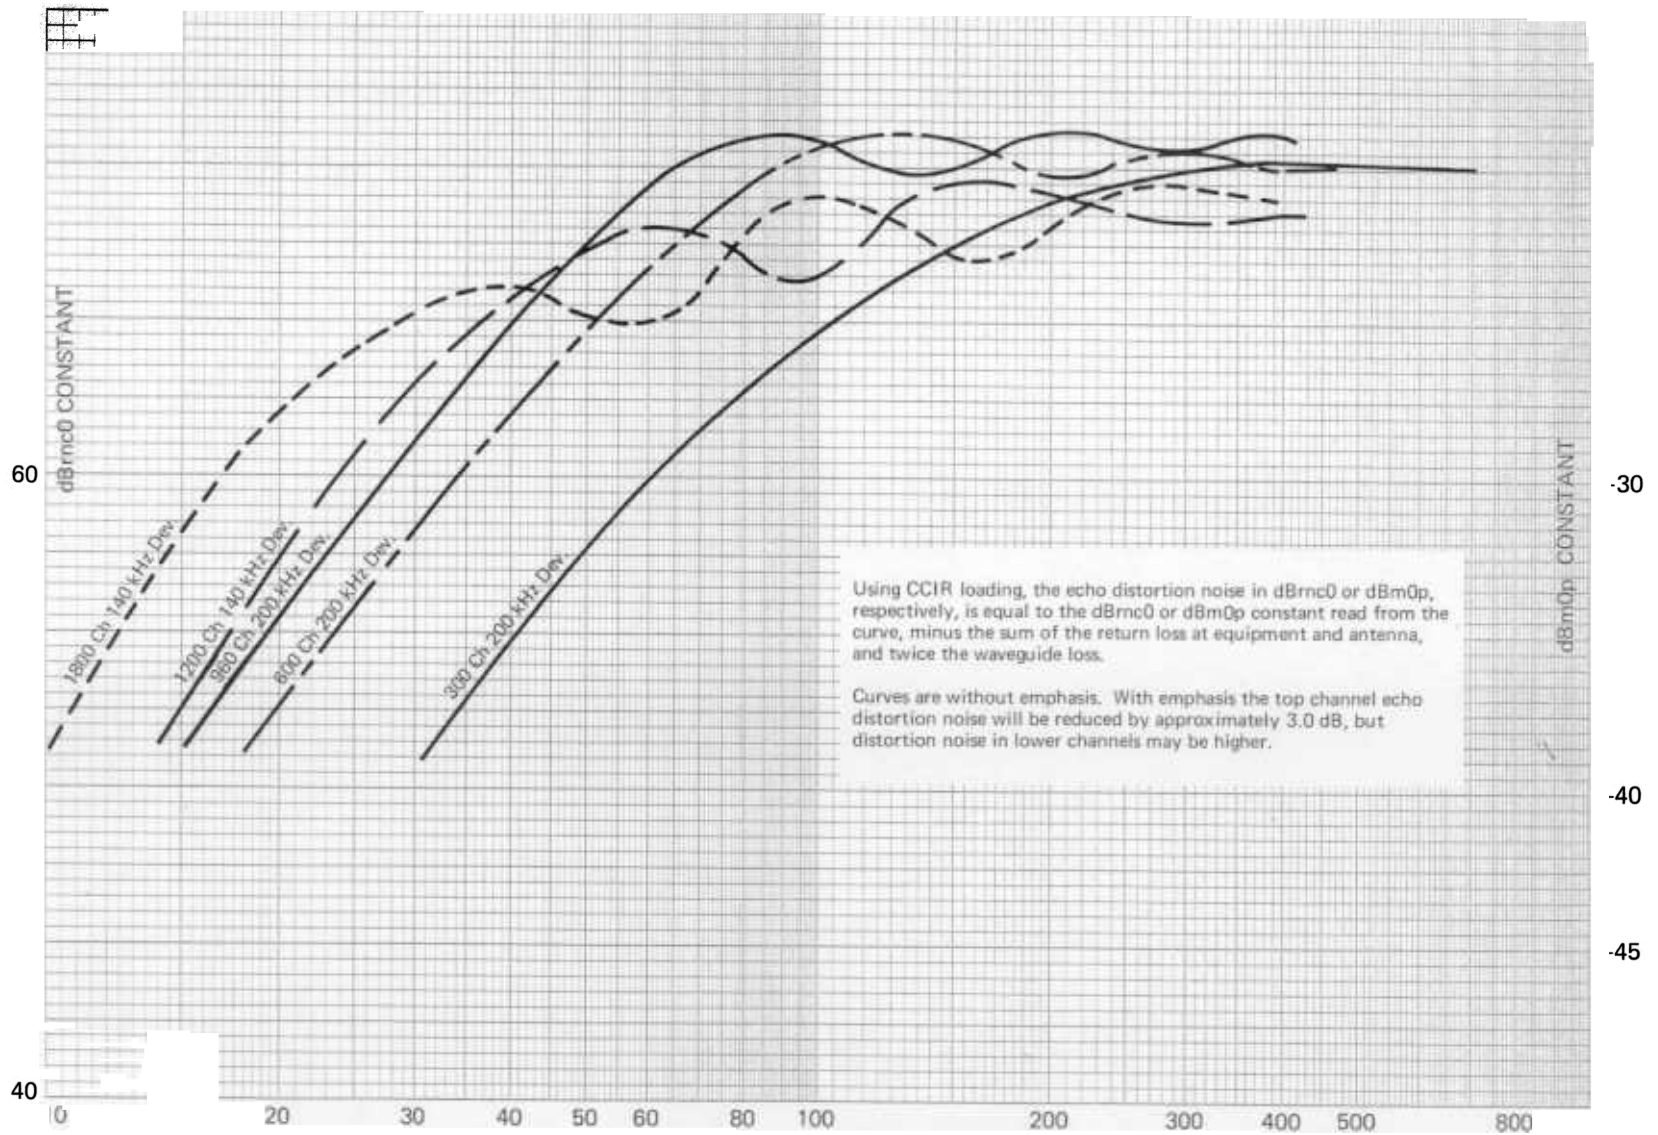 dBrnc0 CONSTANT
60
40
1800 Ch 140 kHz Dev.
1200 Ch 140 kHz Dev.
960 Ch 200 kHz Dev.
600 Ch 200 kHz Dev.
300 Ch 200 kHz Dev.
Using CCIR loading, the echo distortion noise in dBrnc0 or dBm0p,
respectively, is equal to the dBrnc0 or dBm0p constant read from the
curve, minus the sum of the return loss at equipment and antenna,
and twice the waveguide loss.
Curves are without emphasis. With emphasis the top channel echo
distortion noise will be reduced by approximately 3.0 dB, but
distortion noise in lower channels may be higher.
dBm0p CONSTANT
-30
-40
-45
10 20 30 40 50 60 80 100 200 300 400 500 800